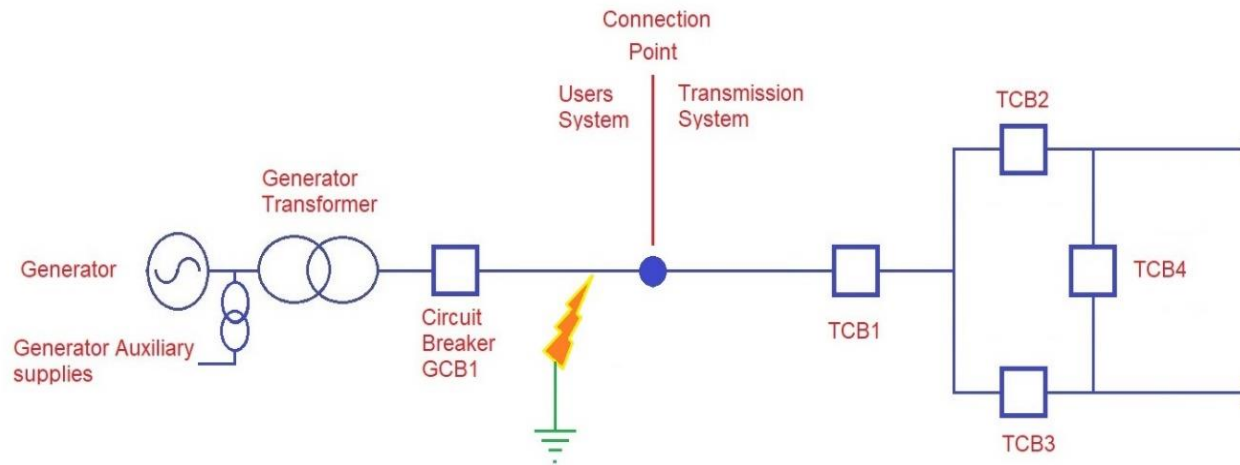 Connection
Point
Users
System
Transmission
System
TCB2
Generator
Transformer
Generator
TCB4
Circuit
Breaker
GCB1
TCB1
Generator Auxiliary
supplies
TCB3